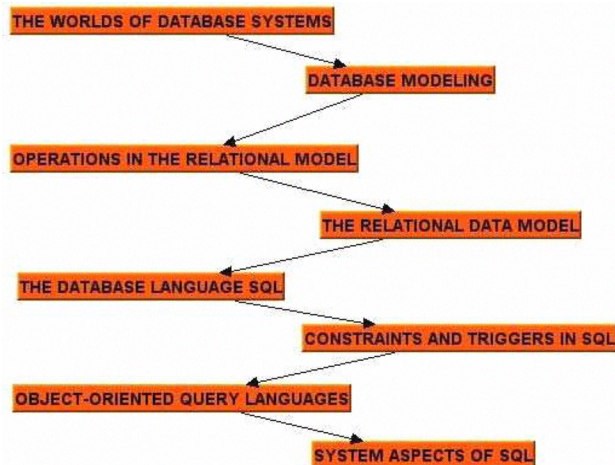 THE WORLDS OF DATABASE SYSTEMS
DATABASE MODELING
OPERATIONS IN THE RELATIONAL MODEL
THE RELATIONAL DATA MODEL
THE DATABASE LANGUAGE SQL
CONSTRAINTS AND TRIGGERS IN SQL
OBJECT-ORIENTED QUERY LANGUAGES
SYSTEM ASPECTS OF SQL